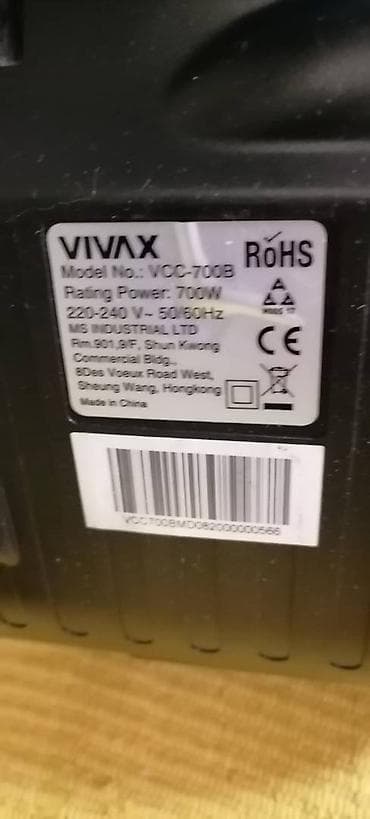 VIVAX
RoHS
Model No.: VCC-700B
Rating Power: 700W
220-240 V~ 50/60Hz
MS INDUSTRIAL LTD
Rm.901,9/F, Shun Kwong
Commercial Bldg.,
8Des Voeux Road West,
Sheung Wang, Hongkong
Made in China
CE
VCC700BMD082000000566